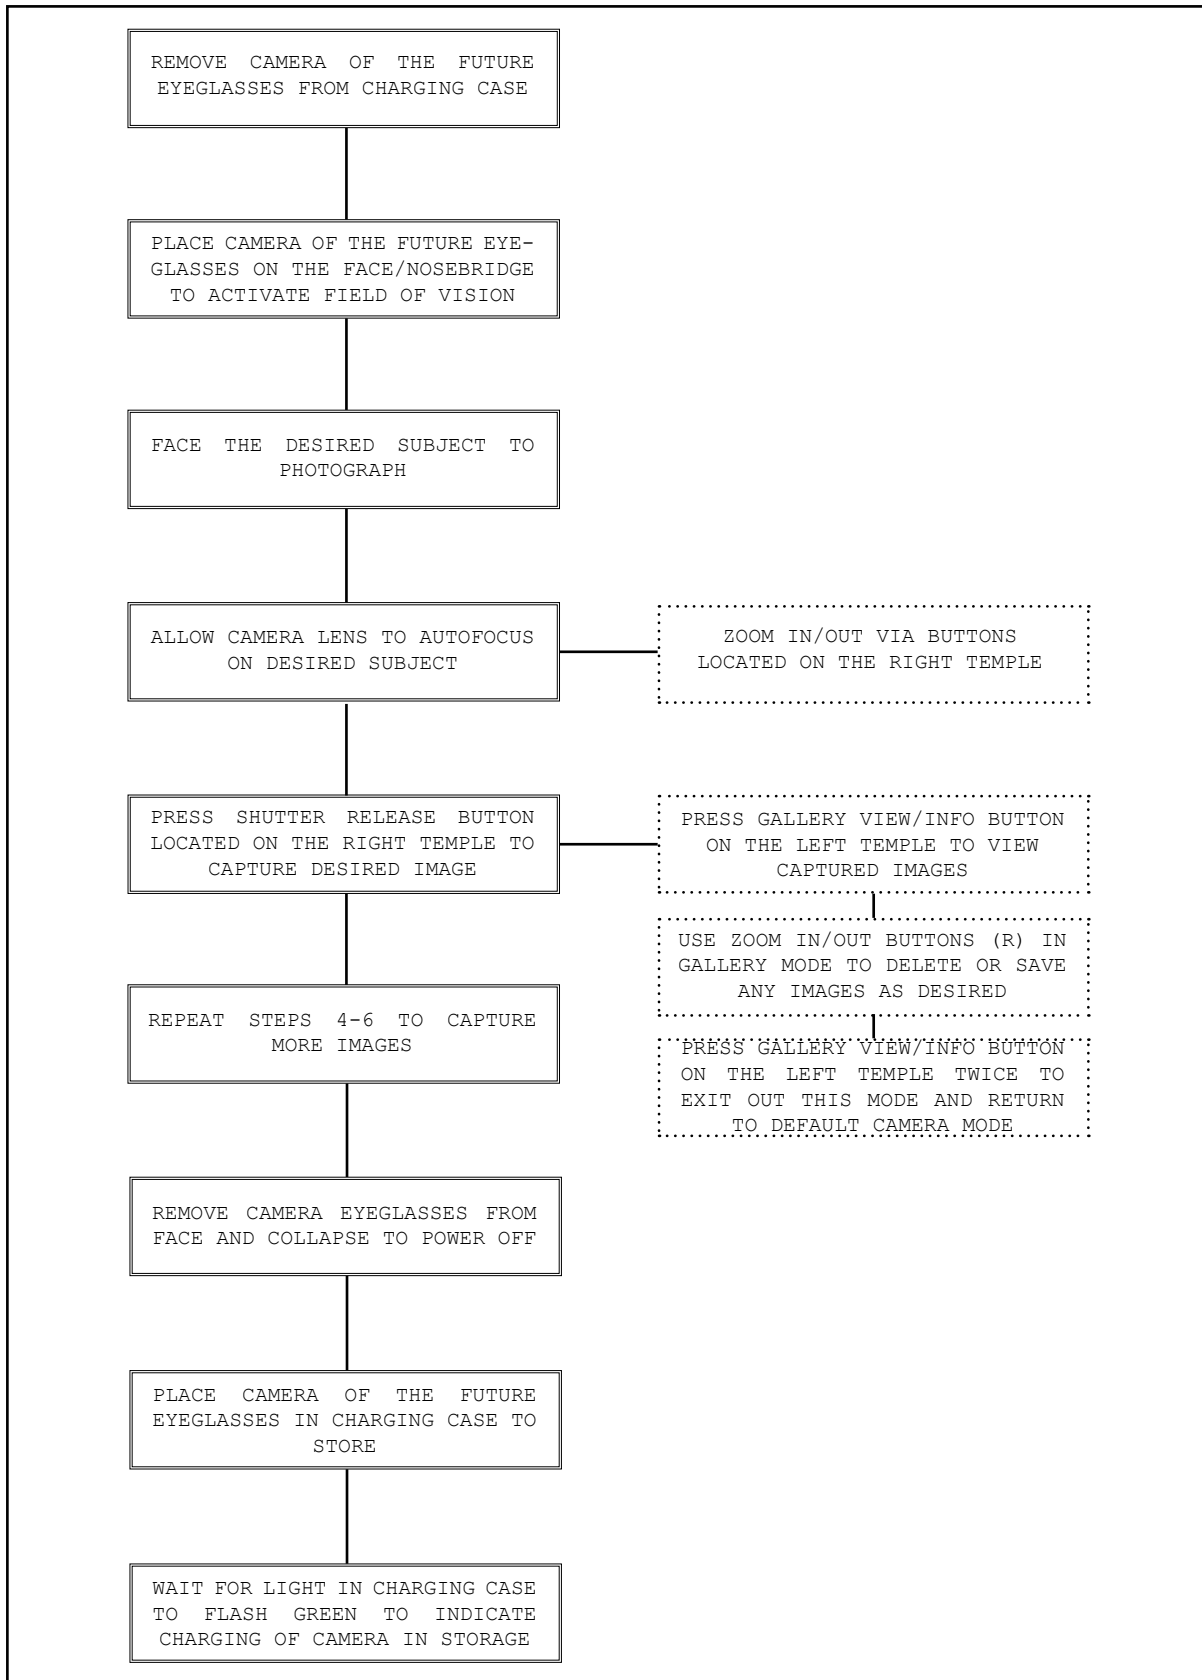 REMOVE CAMERA OF THE FUTURE
EYEGLASSES FROM CHARGING CASE
PLACE CAMERA OF THE FUTURE EYE-
GLASSES ON THE FACE/NOSEBRIDGE
TO ACTIVATE FIELD OF VISION
FACE THE DESIRED SUBJECT TO
PHOTOGRAPH
ALLOW CAMERA LENS TO AUTOFOCUS
ON DESIRED SUBJECT
ZOOM IN/OUT VIA BUTTONS
LOCATED ON THE RIGHT TEMPLE
PRESS SHUTTER RELEASE BUTTON
LOCATED ON THE RIGHT TEMPLE TO
CAPTURE DESIRED IMAGE
PRESS GALLERY VIEW/INFO BUTTON
ON THE LEFT TEMPLE TO VIEW
CAPTURED IMAGES
USE ZOOM IN/OUT BUTTONS (R) IN
GALLERY MODE TO DELETE OR SAVE
ANY IMAGES AS DESIRED
PRESS GALLERY VIEW/INFO BUTTON
ON THE LEFT TEMPLE TWICE TO
EXIT OUT THIS MODE AND RETURN
TO DEFAULT CAMERA MODE
REPEAT STEPS 4-6 TO CAPTURE
MORE IMAGES
REMOVE CAMERA EYEGLASSES FROM
FACE AND COLLAPSE TO POWER OFF
PLACE CAMERA OF THE FUTURE
EYEGLASSES IN CHARGING CASE TO
STORE
WAIT FOR LIGHT IN CHARGING CASE
TO FLASH GREEN TO INDICATE
CHARGING OF CAMERA IN STORAGE